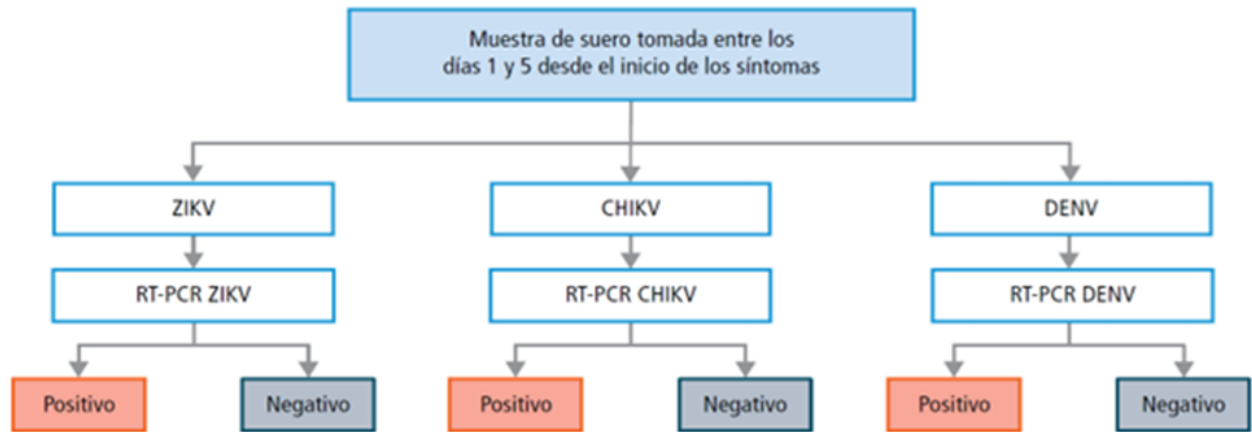 Muestra de suero tomada entre los
días 1 y 5 desde el inicio de los síntomas
ZIKV
CHIKV
DENV
RT-PCR ZIKV
RT-PCR CHIKV
RT-PCR DENV
Positivo
Negativo
Positivo
Negativo
Positivo
Negativo